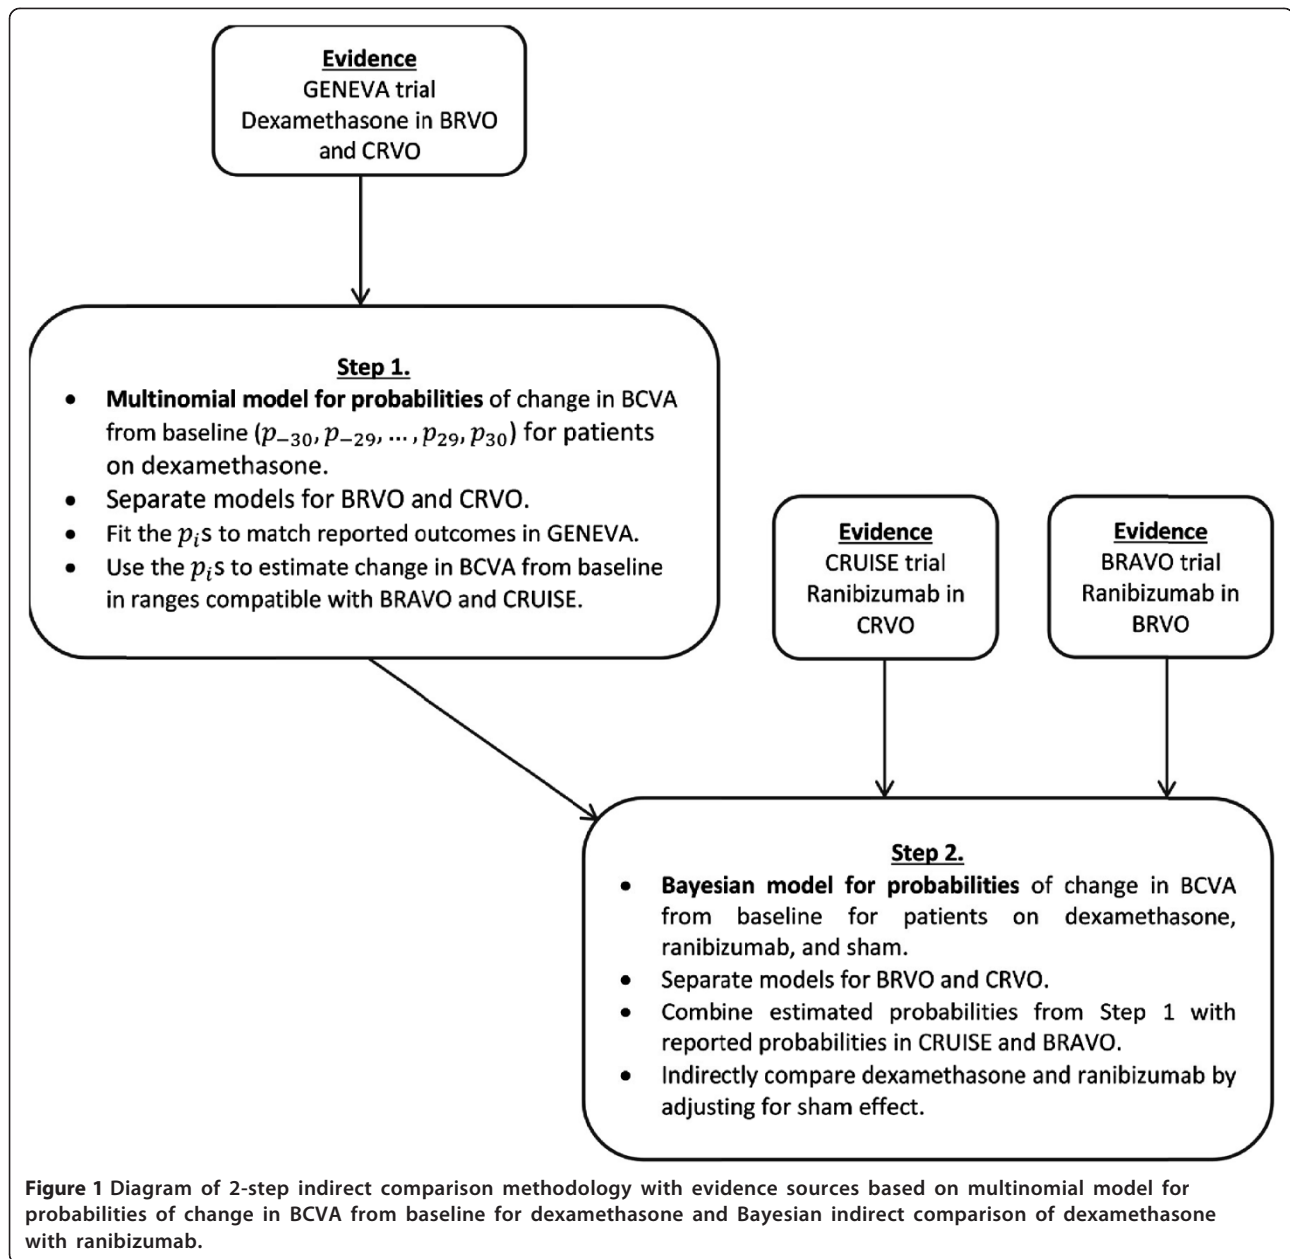 Evidence
GENEVA trial
Dexamethasone in BRVO
and CRVO
Step 1.
• Multinomial model for probabilities of change in BCVA
from baseline (p₋₃₀, p₋₂₉, … , p₂₉, p₃₀) for patients
on dexamethasone.
• Separate models for BRVO and CRVO.
• Fit the pᵢs to match reported outcomes in GENEVA.
• Use the pᵢs to estimate change in BCVA from baseline
in ranges compatible with BRAVO and CRUISE.
Evidence
CRUISE trial
Ranibizumab in
CRVO
Evidence
BRAVO trial
Ranibizumab in
BRVO
Step 2.
• Bayesian model for probabilities of change in BCVA
from baseline for patients on dexamethasone,
ranibizumab, and sham.
• Separate models for BRVO and CRVO.
• Combine estimated probabilities from Step 1 with
reported probabilities in CRUISE and BRAVO.
• Indirectly compare dexamethasone and ranibizumab by
adjusting for sham effect.
Figure 1 Diagram of 2-step indirect comparison methodology with evidence sources based on multinomial model for
probabilities of change in BCVA from baseline for dexamethasone and Bayesian indirect comparison of dexamethasone
with ranibizumab.